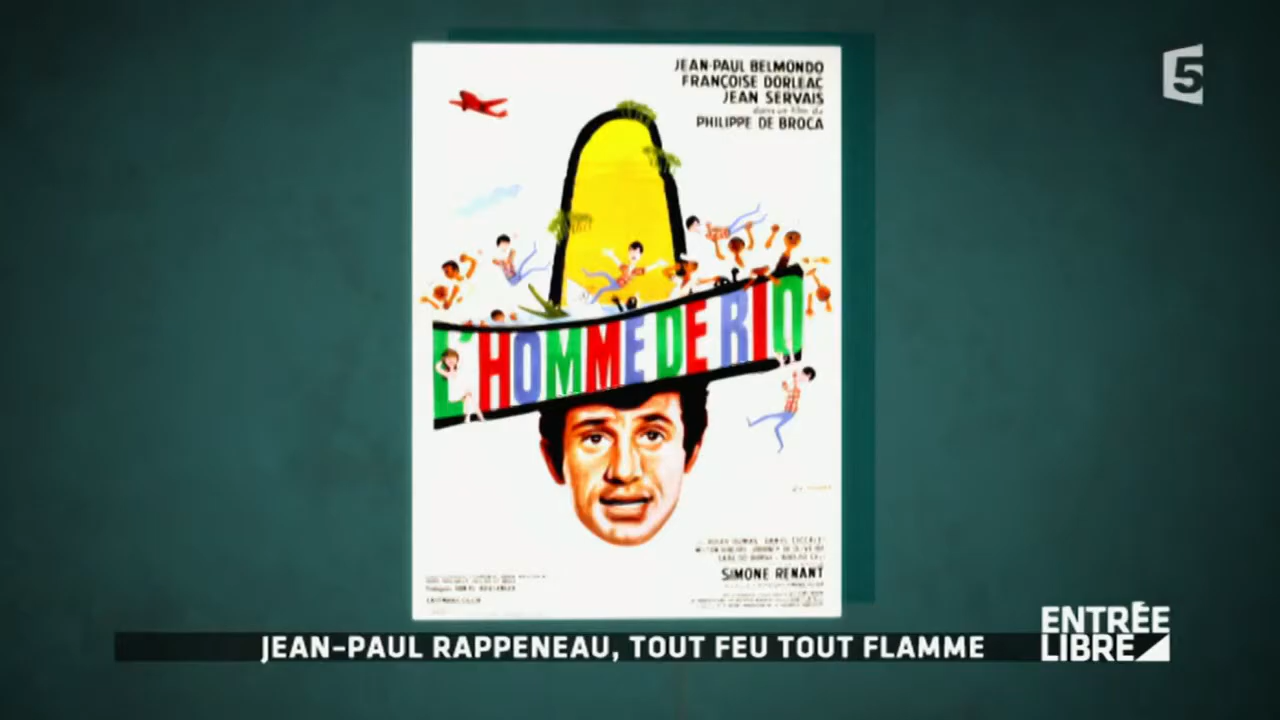 JEAN-PAUL BELMONDO
FRANÇOISE DORLEAC
JEAN SERVAIS
dans un film de
PHILIPPE DE BROCA
5
L'HOMME DE RIO
SIMONE RENANT
EASTMANCOLOR
ENTRÉE
LIBRE
JEAN-PAUL RAPPENEAU, TOUT FEU TOUT FLAMME